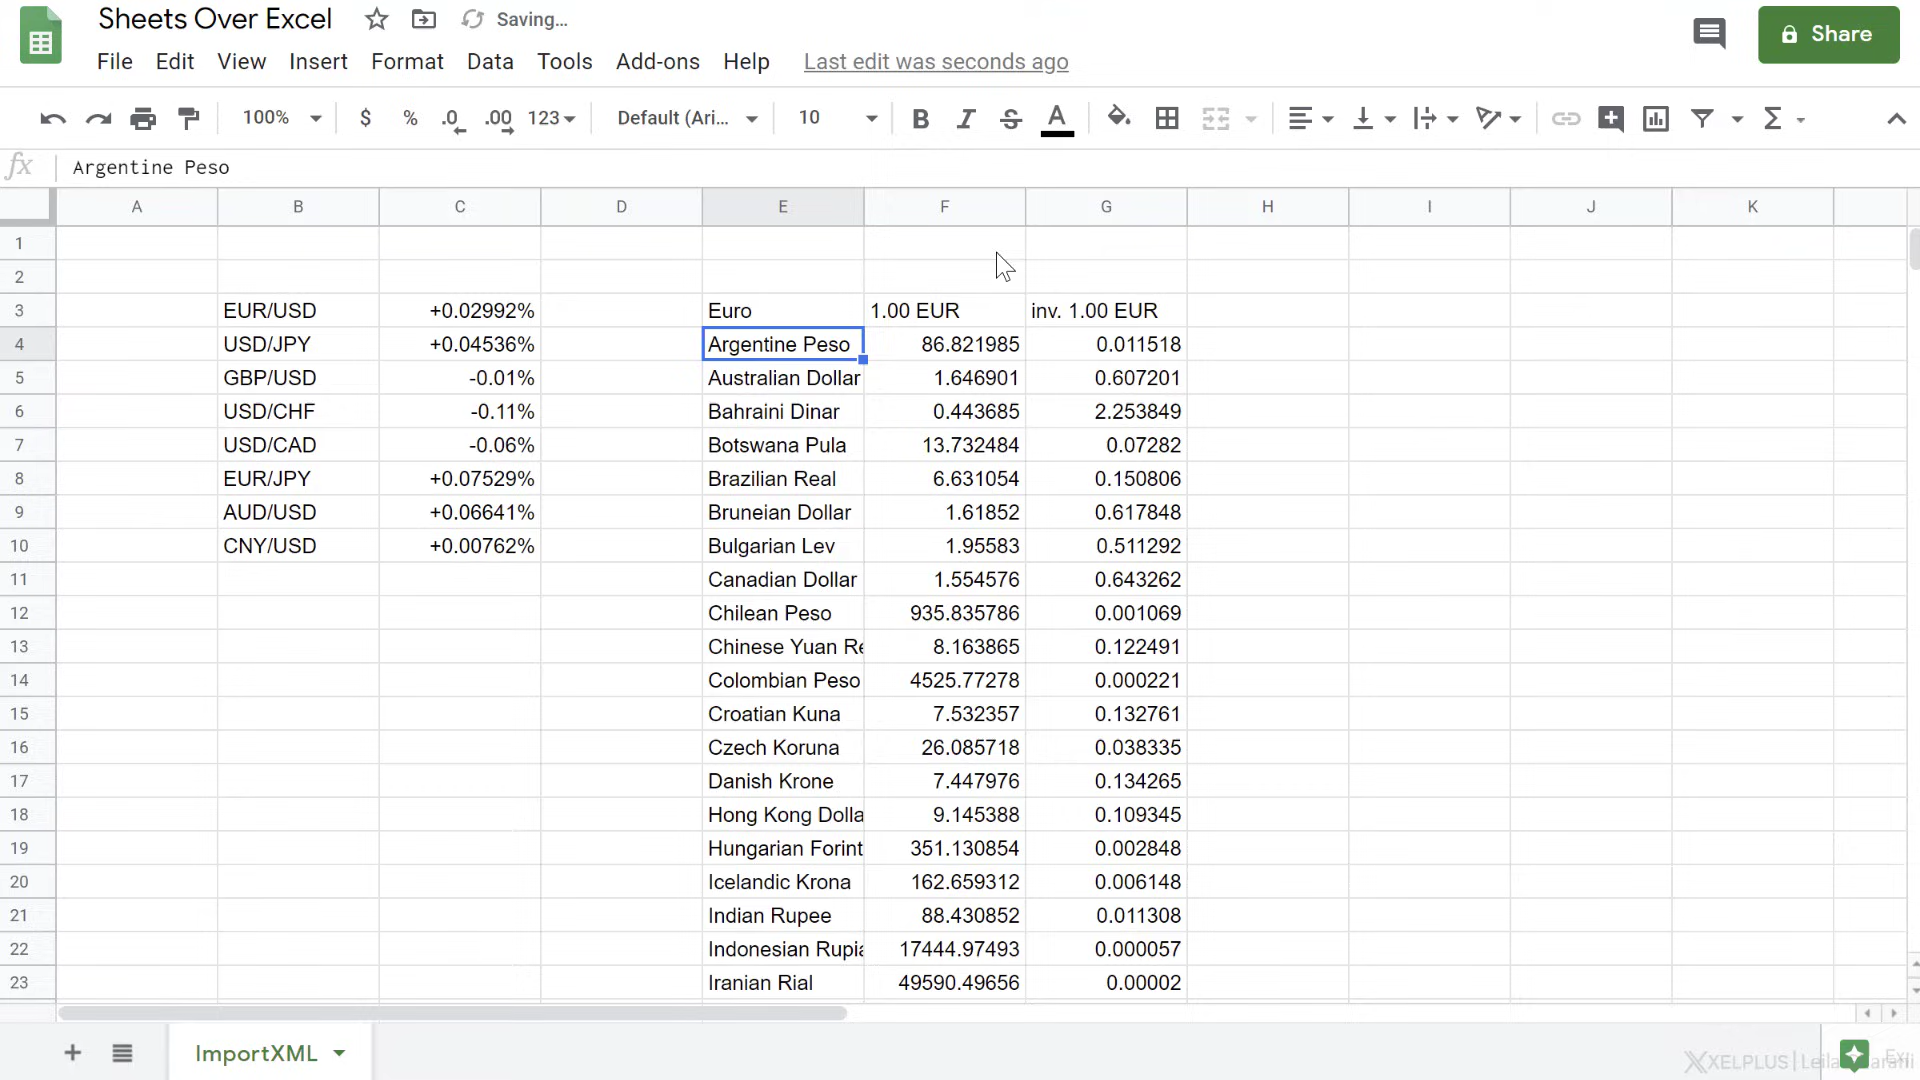 Sheets Over Excel Saving...
File Edit View Insert Format Data Tools Add-ons Help Last edit was seconds ago
Share
100% $ % .0 .00 123 Default (Ari... 10 B I S A Σ
fx Argentine Peso
A B C D E F G H I J K
1
2
3 EUR/USD +0.02992% Euro 1.00 EUR inv. 1.00 EUR
4 USD/JPY +0.04536% Argentine Peso 86.821985 0.011518
5 GBP/USD -0.01% Australian Dollar 1.646901 0.607201
6 USD/CHF -0.11% Bahraini Dinar 0.443685 2.253849
7 USD/CAD -0.06% Botswana Pula 13.732484 0.07282
8 EUR/JPY +0.07529% Brazilian Real 6.631054 0.150806
9 AUD/USD +0.06641% Bruneian Dollar 1.61852 0.617848
10 CNY/USD +0.00762% Bulgarian Lev 1.95583 0.511292
11 Canadian Dollar 1.554576 0.643262
12 Chilean Peso 935.835786 0.001069
13 Chinese Yuan Re 8.163865 0.122491
14 Colombian Peso 4525.77278 0.000221
15 Croatian Kuna 7.532357 0.132761
16 Czech Koruna 26.085718 0.038335
17 Danish Krone 7.447976 0.134265
18 Hong Kong Dolla 9.145388 0.109345
19 Hungarian Forint 351.130854 0.002848
20 Icelandic Krona 162.659312 0.006148
21 Indian Rupee 88.430852 0.011308
22 Indonesian Rupia 17444.97493 0.000057
23 Iranian Rial 49590.49656 0.00002
ImportXML
XELPLUS | Leila